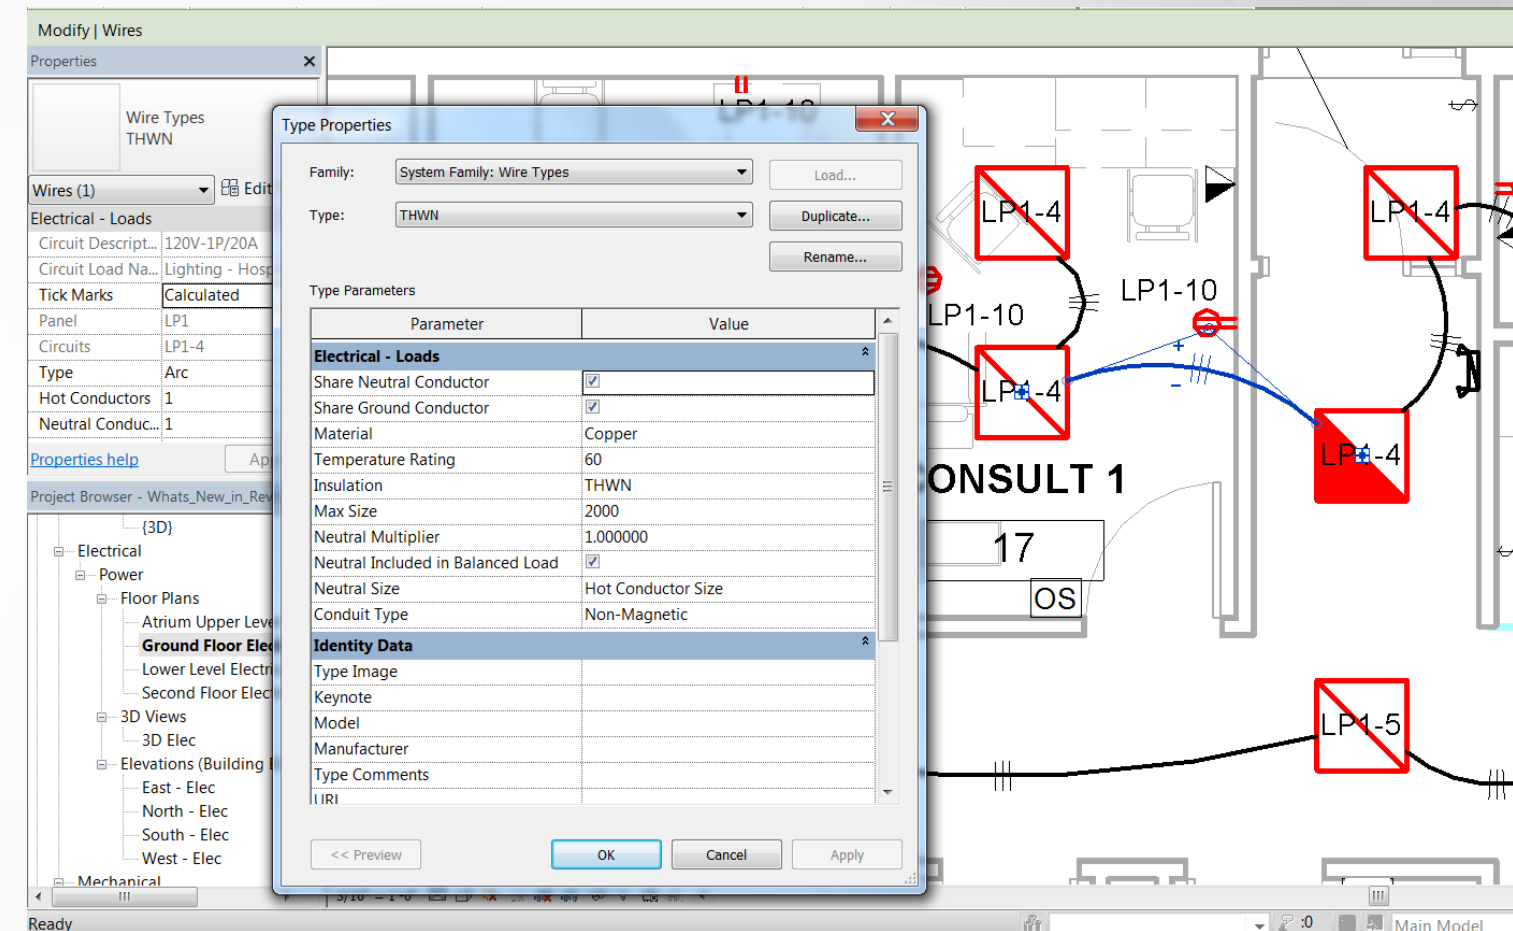 Modify | Wires
Properties
Wire Types
THWN
Wires (1)
Edit
Electrical - Loads
Circuit Descript... 120V-1P/20A
Circuit Load Na... Lighting - Hosp
Tick Marks Calculated
Panel LP1
Circuits LP1-4
Type Arc
Hot Conductors 1
Neutral Conduc... 1
Properties help
Project Browser - Whats_New_in_Rev
{3D}
Electrical
Power
Floor Plans
Atrium Upper Leve
Ground Floor Elec
Lower Level Electri
Second Floor Elec
3D Views
3D Elec
Elevations (Building
East - Elec
North - Elec
South - Elec
West - Elec
Mechanical
Ready
Type Properties
Family: System Family: Wire Types Load...
Type: THWN Duplicate...
Rename...
Type Parameters
Parameter Value
Electrical - Loads
Share Neutral Conductor
Share Ground Conductor
Material Copper
Temperature Rating 60
Insulation THWN
Max Size 2000
Neutral Multiplier 1.000000
Neutral Included in Balanced Load
Neutral Size Hot Conductor Size
Conduit Type Non-Magnetic
Identity Data
Type Image
Keynote
Model
Manufacturer
Type Comments
URL
<< Preview OK Cancel Apply
LP1-10
LP1-4
LP1-4
LP1-10
LP1-10
LP1-4
LP1-4
ONSULT 1
17
OS
LP1-5
:0
Main Model